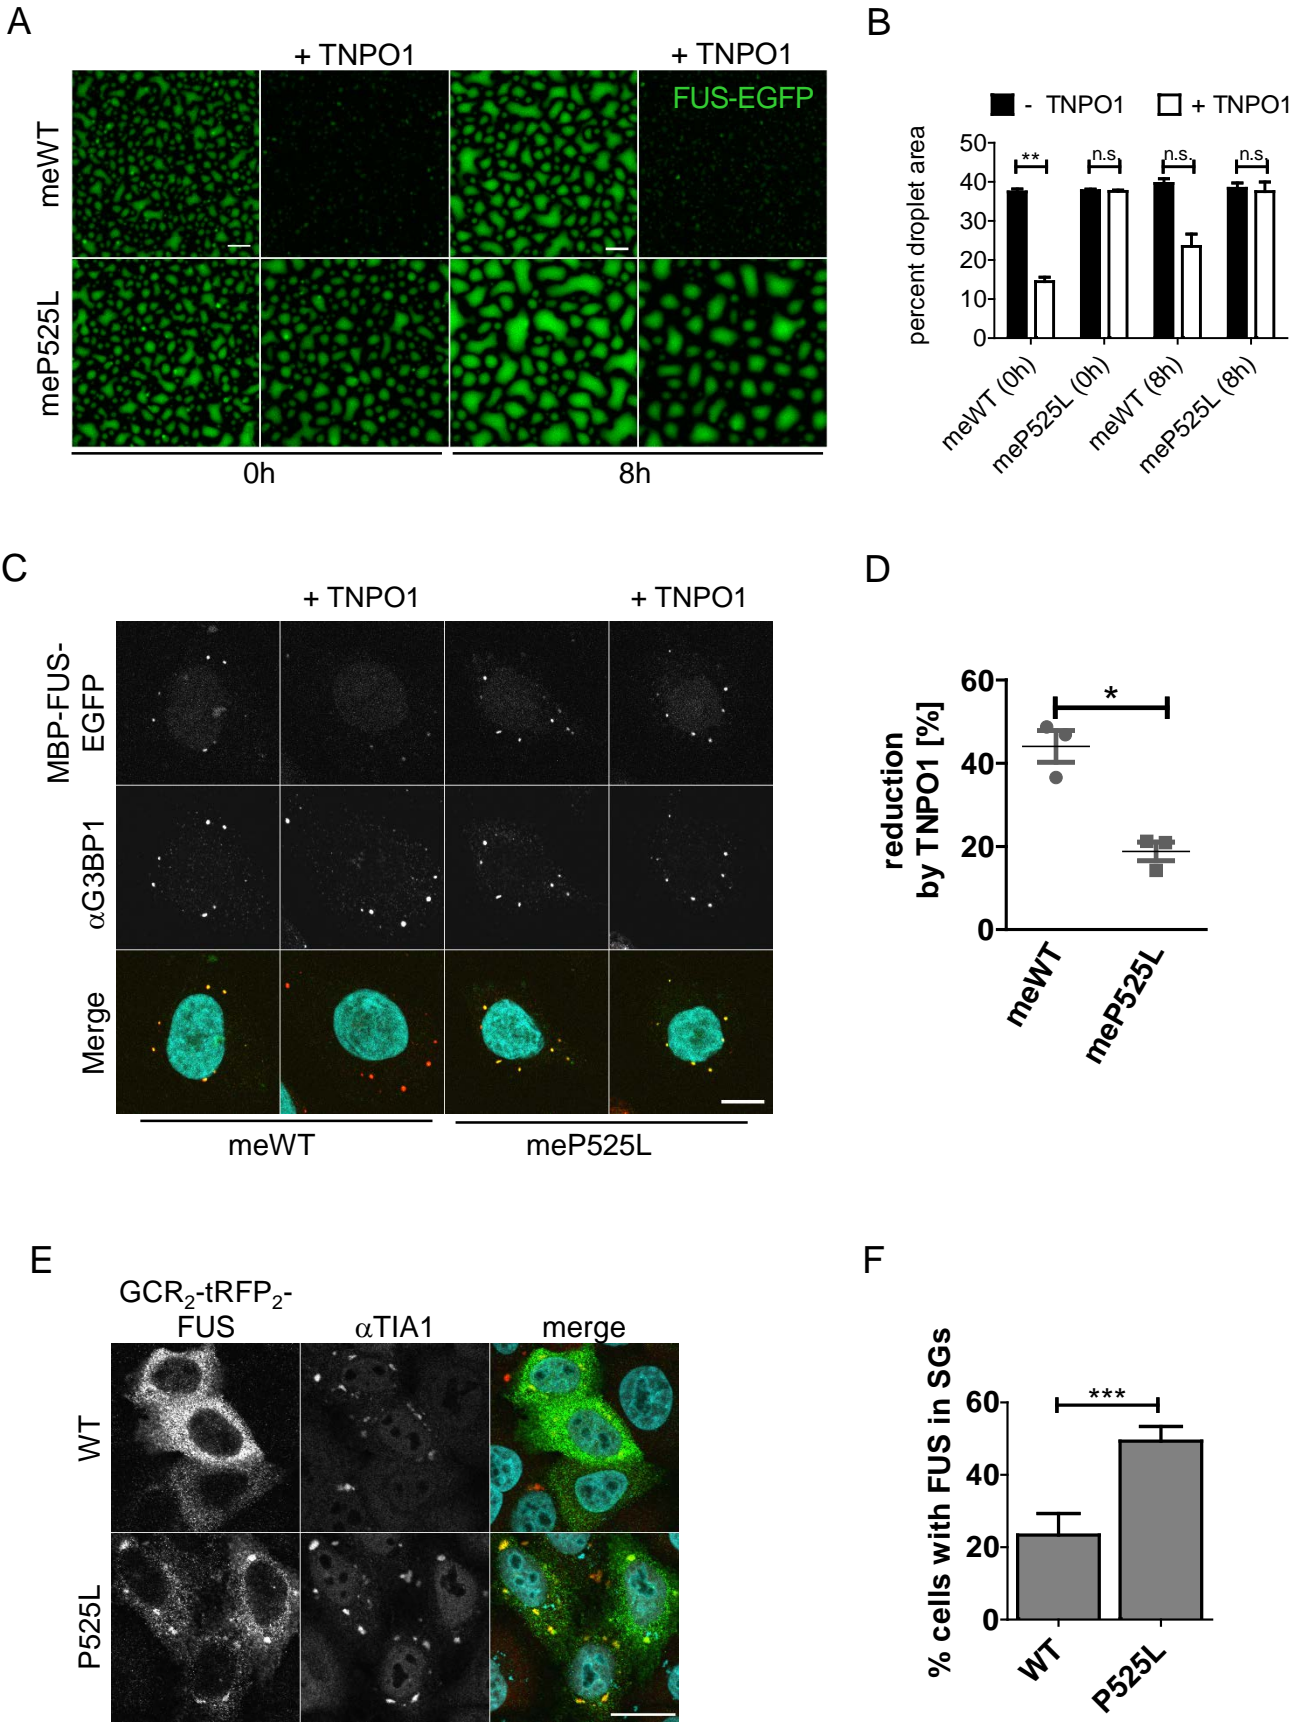 A
+ TNPO1
+ TNPO1
FUS-EGFP
meWT
meP525L
0h
8h
B
- TNPO1
+ TNPO1
percent droplet area
50
40
30
20
10
0
**
n.s.
n.s.
n.s.
meWT (0h)
meP525L (0h)
meWT (8h)
meP525L (8h)
C
+ TNPO1
+ TNPO1
MBP-FUS-
EGFP
αG3BP1
Merge
meWT
meP525L
D
reduction
by TNPO1 [%]
60
40
20
0
*
meWT
meP525L
E
GCR2-tRFP2-
FUS
αTIA1
merge
WT
P525L
F
% cells with FUS in SGs
60
40
20
0
***
WT
P525L